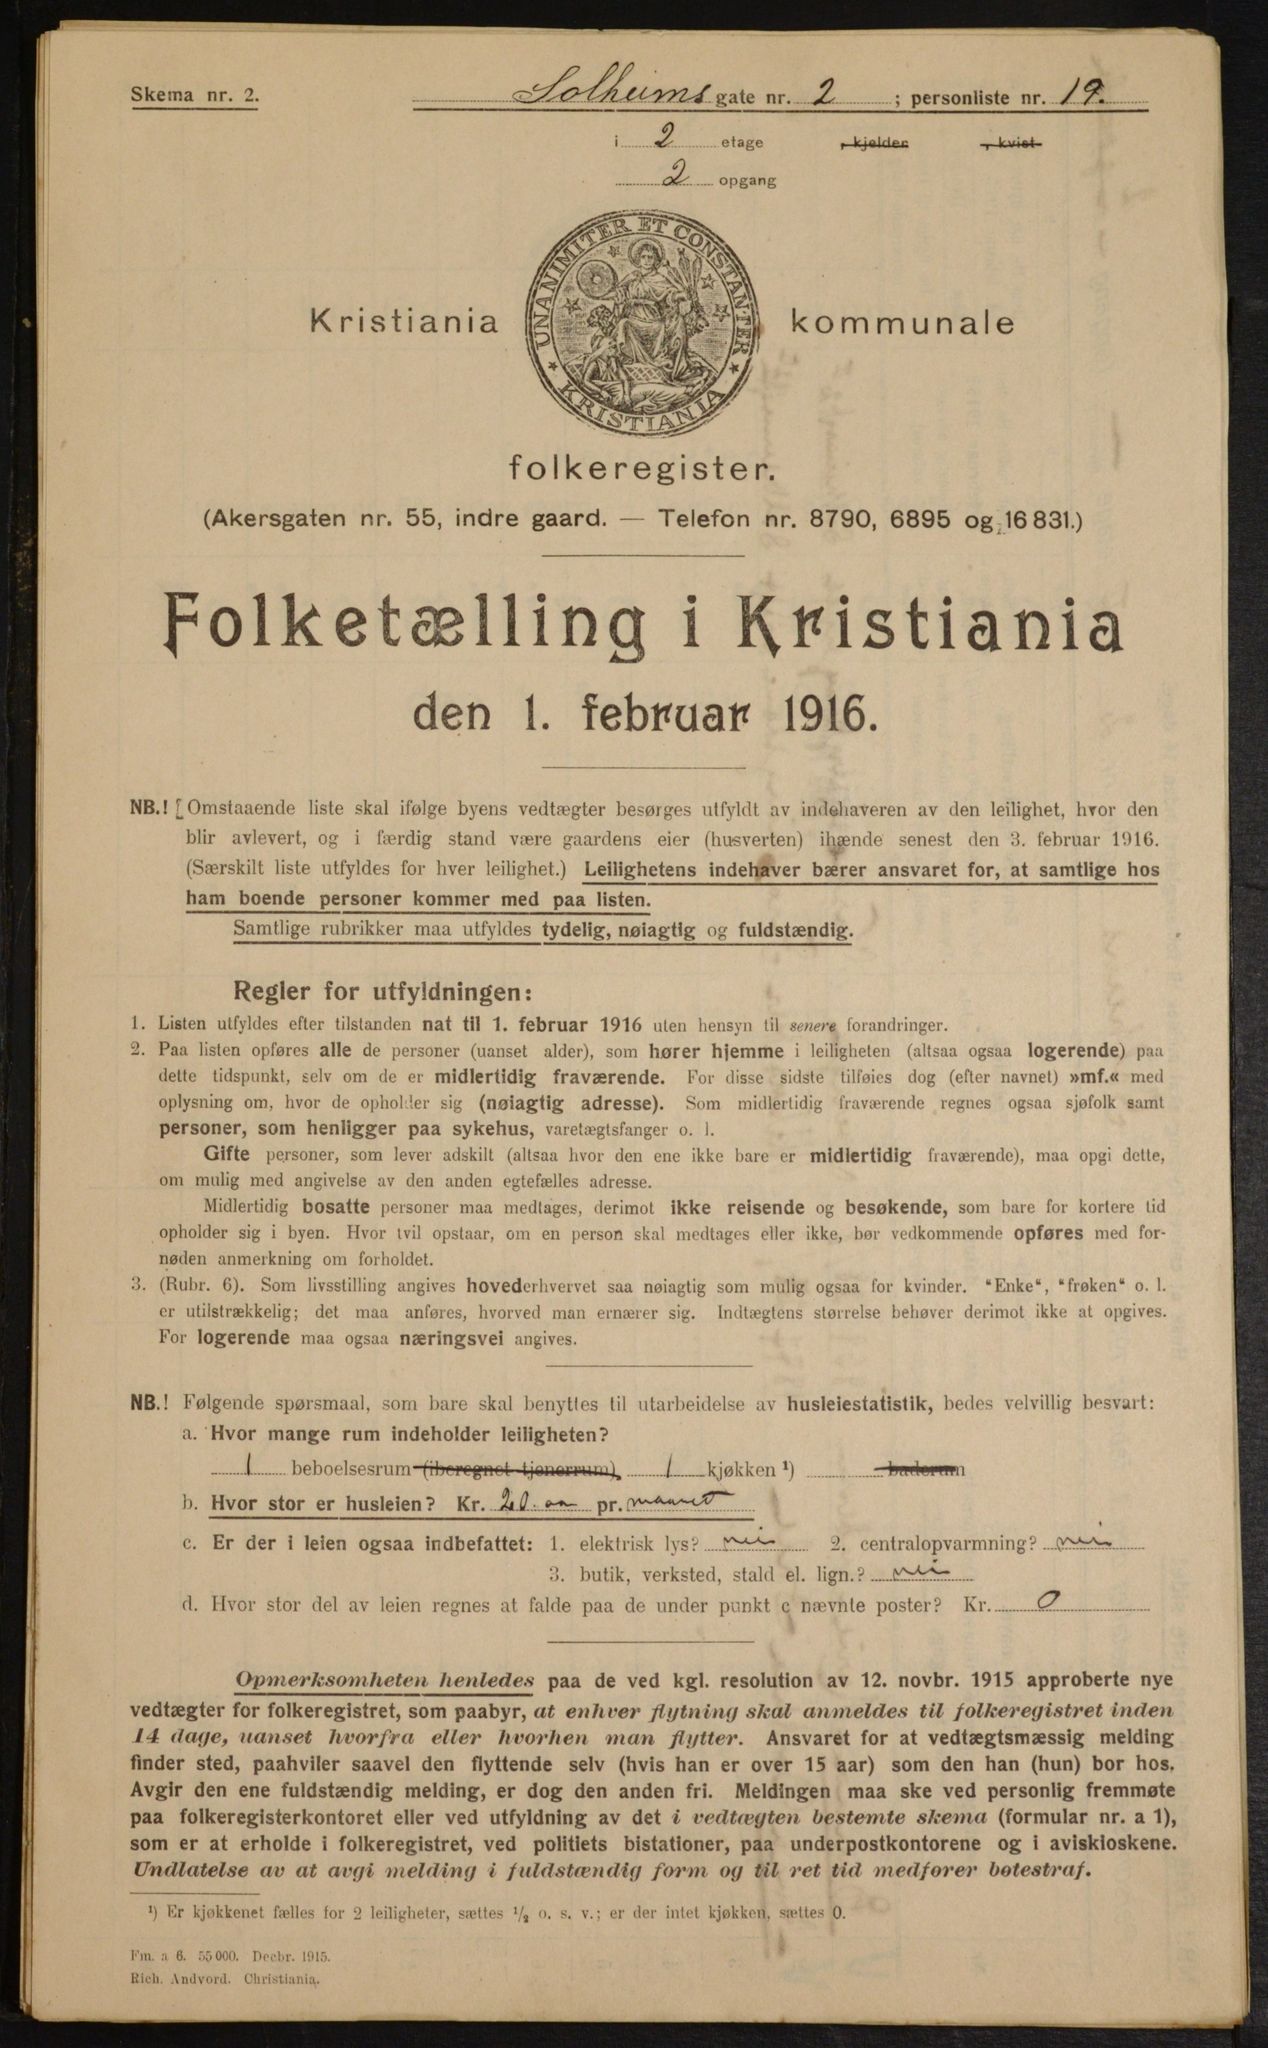 Skema nr. 2.
Solheims gate nr. 2 ; personliste nr. 19.
i 2 etage , kjelder , kvist
2 opgang
UNANIMITER ET CONSTANTER
KRISTIANIA
Kristiania kommunale
folkeregister.
(Akersgaten nr. 55, indre gaard. — Telefon nr. 8790, 6895 og 16 831.)
Folketælling i Kristiania
den 1. februar 1916.
NB.! [Omstaaende liste skal ifølge byens vedtægter besørges utfyldt av indehaveren av den leilighet, hvor den
blir avlevert, og i færdig stand være gaardens eier (husverten) ihænde senest den 3. februar 1916.
(Særskilt liste utfyldes for hver leilighet.) Leilighetens indehaver bærer ansvaret for, at samtlige hos
ham boende personer kommer med paa listen.
Samtlige rubrikker maa utfyldes tydelig, nøiagtig og fuldstændig.
Regler for utfyldningen:
1. Listen utfyldes efter tilstanden nat til 1. februar 1916 uten hensyn til senere forandringer.
2. Paa listen opføres alle de personer (uanset alder), som hører hjemme i leiligheten (altsaa ogsaa logerende) paa
dette tidspunkt, selv om de er midlertidig fraværende. For disse sidste tilføies dog (efter navnet) »mf.« med
oplysning om, hvor de opholder sig (nøiagtig adresse). Som midlertidig fraværende regnes ogsaa sjøfolk samt
personer, som henligger paa sykehus, varetægtsfanger o. l.
Gifte personer, som lever adskilt (altsaa hvor den ene ikke bare er midlertidig fraværende), maa opgi dette,
om mulig med angivelse av den anden egtefælles adresse.
Midlertidig bosatte personer maa medtages, derimot ikke reisende og besøkende, som bare for kortere tid
opholder sig i byen. Hvor tvil opstaar, om en person skal medtages eller ikke, bør vedkommende opføres med for-
nøden anmerkning om forholdet.
3. (Rubr. 6). Som livsstilling angives hovederhvervet saa nøiagtig som mulig ogsaa for kvinder. "Enke", "frøken" o. l.
er utilstrækkelig; det maa anføres, hvorved man ernærer sig. Indtægtens størrelse behøver derimot ikke at opgives.
For logerende maa ogsaa næringsvei angives.
NB.! Følgende spørsmaal, som bare skal benyttes til utarbeidelse av husleiestatistik, bedes velvillig besvart:
a. Hvor mange rum indeholder leiligheten?
1 beboelsesrum (iberegnet tjenerrum), 1 kjøkken ¹) baderum
b. Hvor stor er husleien? Kr. 20.00 pr. maaned
c. Er der i leien ogsaa indbefattet: 1. elektrisk lys? nei 2. centralopvarmning? nei
3. butik, verksted, stald el. lign.? nei
d. Hvor stor del av leien regnes at falde paa de under punkt c nævnte poster? Kr. 0
Opmerksomheten henledes paa de ved kgl. resolution av 12. novbr. 1915 approberte nye
vedtægter for folkeregistret, som paabyr, at enhver flytning skal anmeldes til folkeregistret inden
14 dage, uanset hvorfra eller hvorhen man flytter. Ansvaret for at vedtægtsmæssig melding
finder sted, paahviler saavel den flyttende selv (hvis han er over 15 aar) som den han (hun) bor hos.
Avgir den ene fuldstændig melding, er dog den anden fri. Meldingen maa ske ved personlig fremmøte
paa folkeregisterkontoret eller ved utfyldning av det i vedtægten bestemte skema (formular nr. a 1),
som er at erholde i folkeregistret, ved politiets bistationer, paa underpostkontorene og i aviskioskene.
Undlatelse av at avgi melding i fuldstændig form og til ret tid medfører bøtestraf.
¹) Er kjøkkenet fælles for 2 leiligheter, sættes ½ o. s. v.; er der intet kjøkken, sættes 0.
Fm. a 6. 55 000. Decbr. 1915.
Rich. Andvord. Christiania.